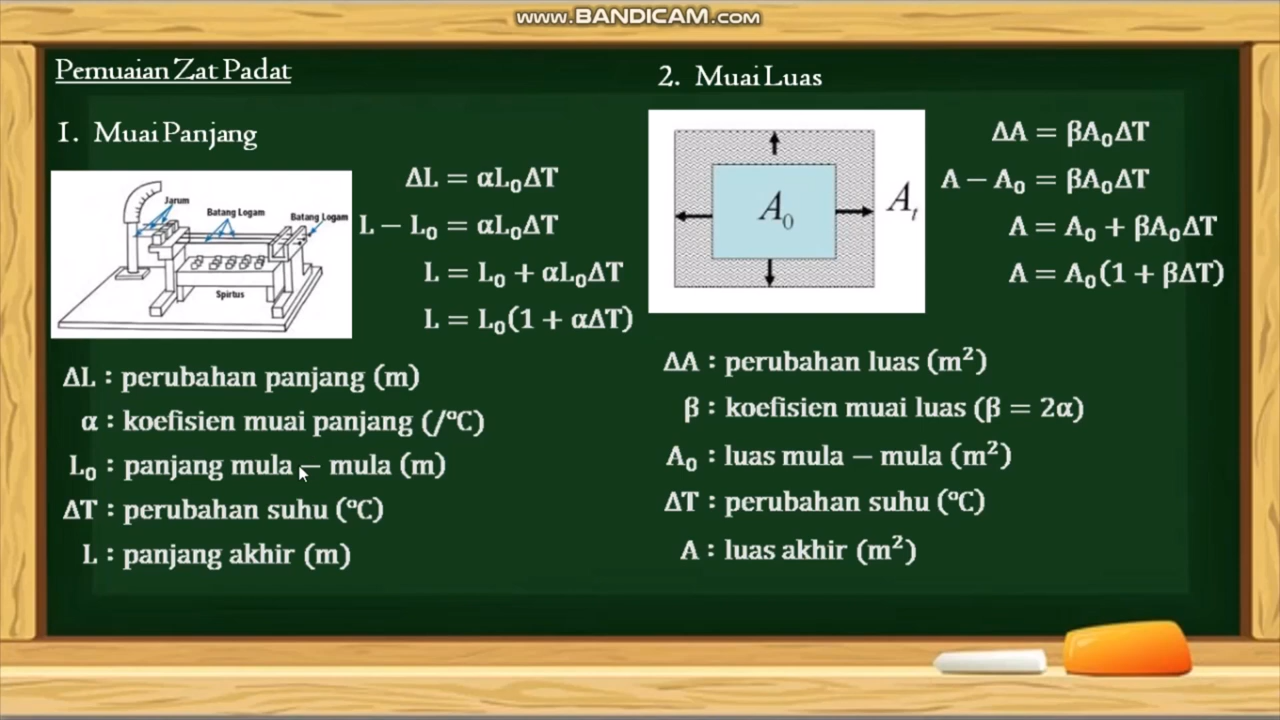 www.BANDICAM.com
Pemuaian Zat Padat
1. Muai Panjang
Jarum
Batang Logam
Batang Logam
Spirtus
ΔL = αL₀ΔT
L − L₀ = αL₀ΔT
L = L₀ + αL₀ΔT
L = L₀(1 + αΔT)
ΔL : perubahan panjang (m)
α : koefisien muai panjang (/°C)
L₀ : panjang mula − mula (m)
ΔT : perubahan suhu (°C)
L : panjang akhir (m)
2. Muai Luas
A₀
Aₜ
ΔA = βA₀ΔT
A − A₀ = βA₀ΔT
A = A₀ + βA₀ΔT
A = A₀(1 + βΔT)
ΔA : perubahan luas (m²)
β : koefisien muai luas (β = 2α)
A₀ : luas mula − mula (m²)
ΔT : perubahan suhu (°C)
A : luas akhir (m²)